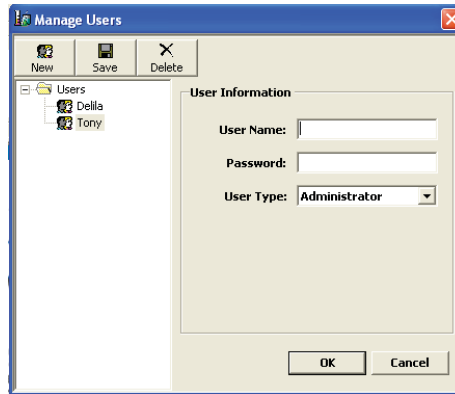 Manage Users
New Save Delete
Users
Delila
Tony
User Information
User Name:
Password:
User Type: Administrator
OK Cancel